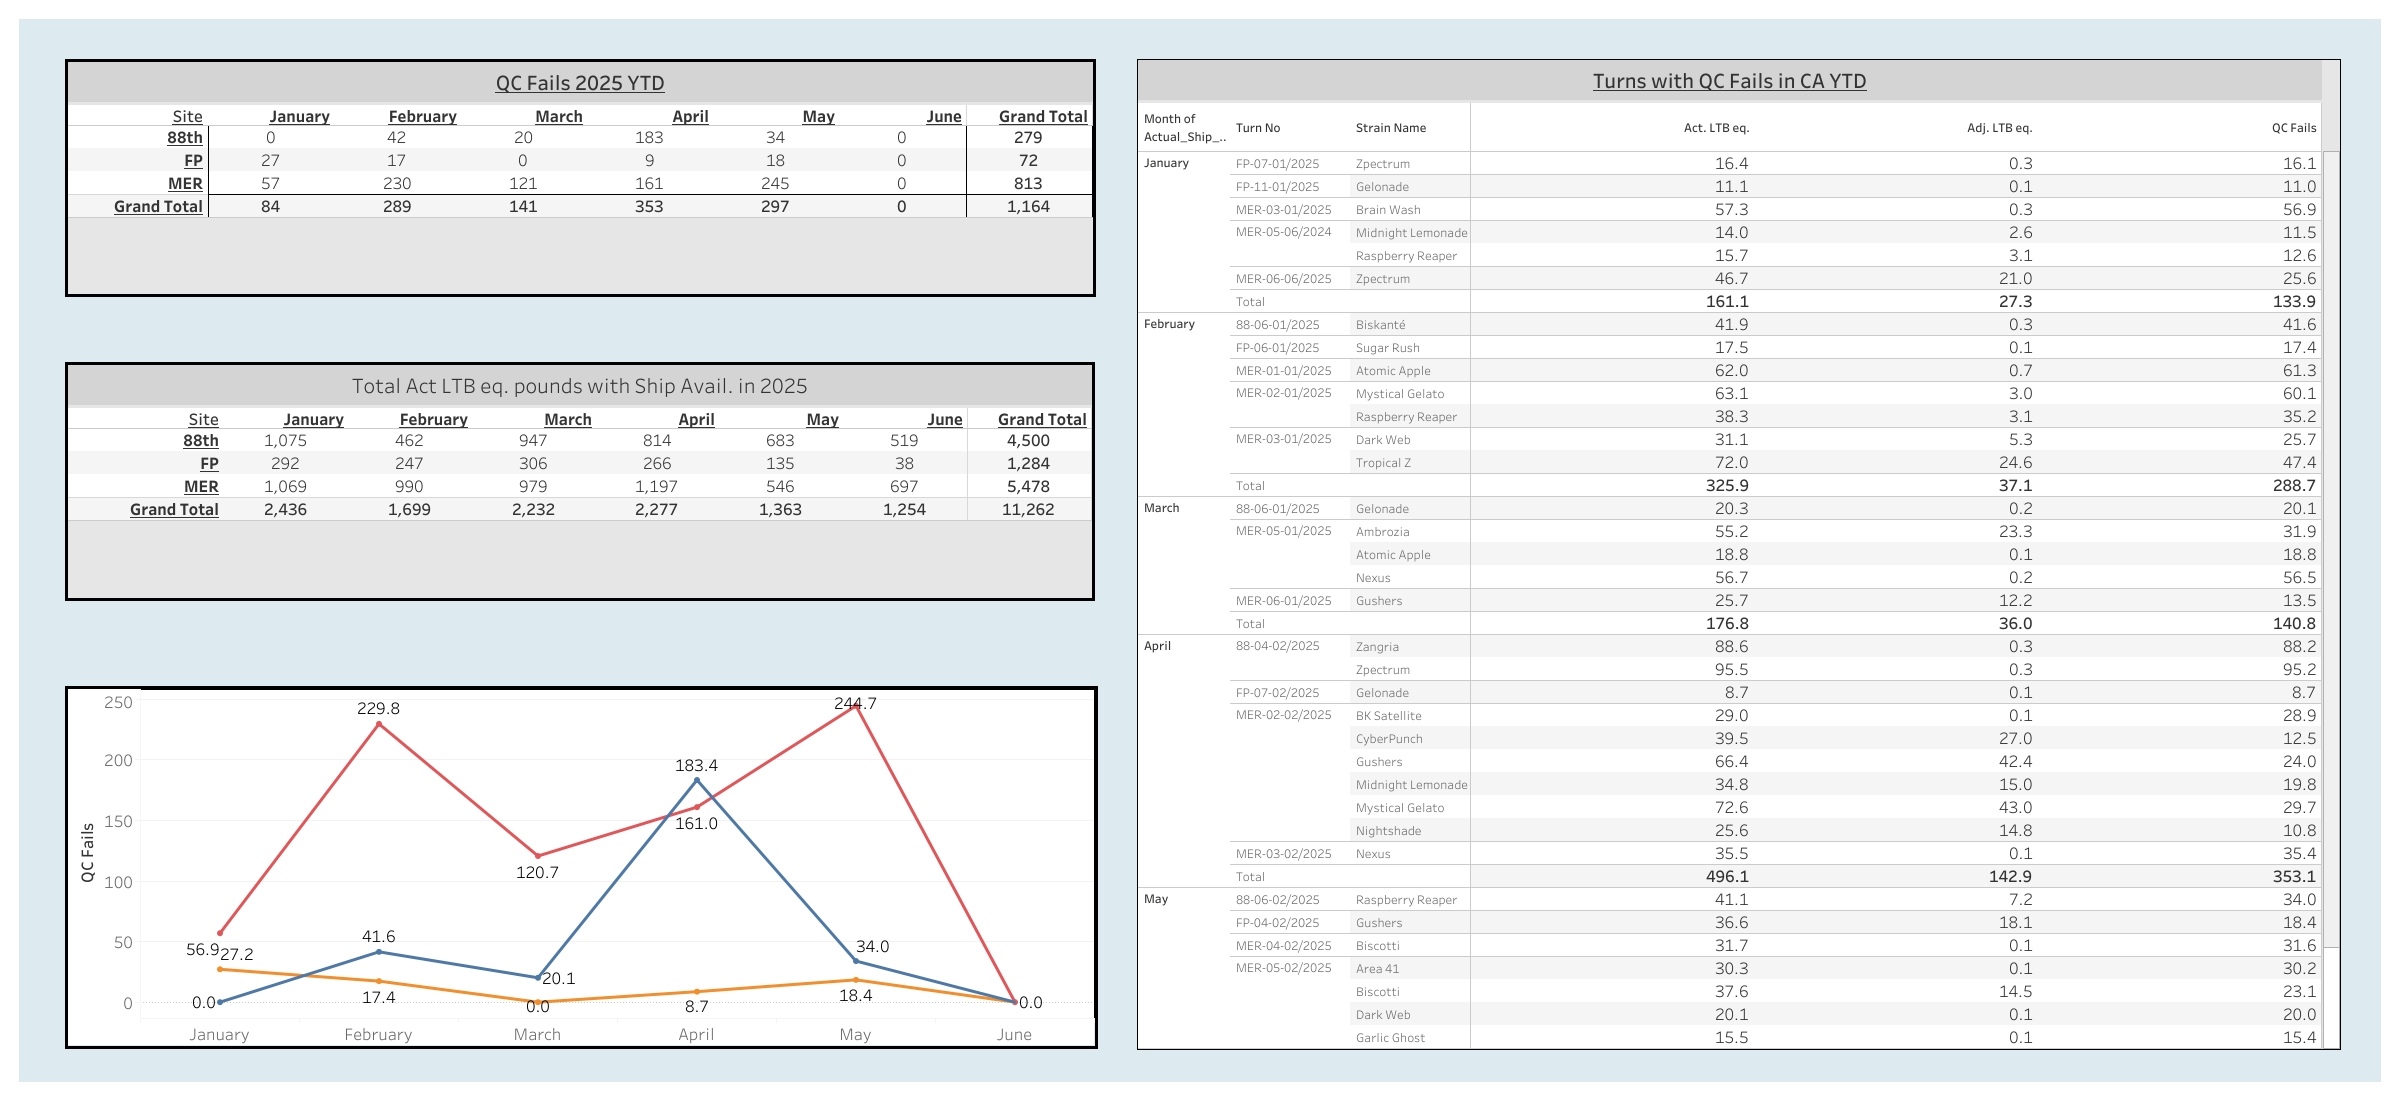 QC Fails 2025 YTD
Site January February March April May June Grand Total
88th 0 42 20 183 34 0 279
FP 27 17 0 9 18 0 72
MER 57 230 121 161 245 0 813
Grand Total 84 289 141 353 297 0 1,164
Total Act LTB eq. pounds with Ship Avail. in 2025
Site January February March April May June Grand Total
88th 1,075 462 947 814 683 519 4,500
FP 292 247 306 266 135 38 1,284
MER 1,069 990 979 1,197 546 697 5,478
Grand Total 2,436 1,699 2,232 2,277 1,363 1,254 11,262
QC Fails
250
200
150
100
50
0
229.8
244.7
183.4
161.0
120.7
56.9
27.2
41.6
34.0
20.1
0.0
17.4
0.0
8.7
18.4
0.0
January February March April May June
Turns with QC Fails in CA YTD
Month of
Actual_Ship_.. Turn No Strain Name Act. LTB eq. Adj. LTB eq. QC Fails
January FP-07-01/2025 Zpectrum 16.4 0.3 16.1
FP-11-01/2025 Gelonade 11.1 0.1 11.0
MER-03-01/2025 Brain Wash 57.3 0.3 56.9
MER-05-06/2024 Midnight Lemonade 14.0 2.6 11.5
Raspberry Reaper 15.7 3.1 12.6
MER-06-06/2025 Zpectrum 46.7 21.0 25.6
Total 161.1 27.3 133.9
February 88-06-01/2025 Biskanté 41.9 0.3 41.6
FP-06-01/2025 Sugar Rush 17.5 0.1 17.4
MER-01-01/2025 Atomic Apple 62.0 0.7 61.3
MER-02-01/2025 Mystical Gelato 63.1 3.0 60.1
Raspberry Reaper 38.3 3.1 35.2
MER-03-01/2025 Dark Web 31.1 5.3 25.7
Tropical Z 72.0 24.6 47.4
Total 325.9 37.1 288.7
March 88-06-01/2025 Gelonade 20.3 0.2 20.1
MER-05-01/2025 Ambrozia 55.2 23.3 31.9
Atomic Apple 18.8 0.1 18.8
Nexus 56.7 0.2 56.5
MER-06-01/2025 Gushers 25.7 12.2 13.5
Total 176.8 36.0 140.8
April 88-04-02/2025 Zangria 88.6 0.3 88.2
Zpectrum 95.5 0.3 95.2
FP-07-02/2025 Gelonade 8.7 0.1 8.7
MER-02-02/2025 BK Satellite 29.0 0.1 28.9
CyberPunch 39.5 27.0 12.5
Gushers 66.4 42.4 24.0
Midnight Lemonade 34.8 15.0 19.8
Mystical Gelato 72.6 43.0 29.7
Nightshade 25.6 14.8 10.8
MER-03-02/2025 Nexus 35.5 0.1 35.4
Total 496.1 142.9 353.1
May 88-06-02/2025 Raspberry Reaper 41.1 7.2 34.0
FP-04-02/2025 Gushers 36.6 18.1 18.4
MER-04-02/2025 Biscotti 31.7 0.1 31.6
MER-05-02/2025 Area 41 30.3 0.1 30.2
Biscotti 37.6 14.5 23.1
Dark Web 20.1 0.1 20.0
Garlic Ghost 15.5 0.1 15.4